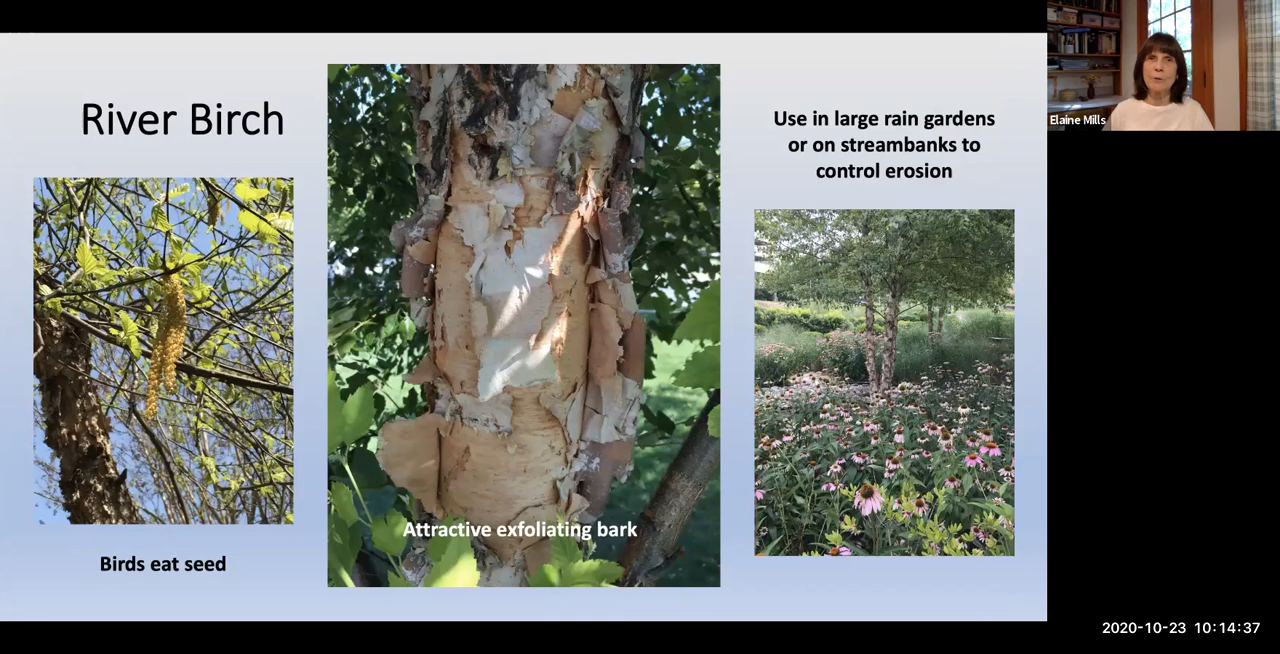 River Birch
Birds eat seed
Attractive exfoliating bark
Use in large rain gardens
or on streambanks to
control erosion
Elaine Mills
2020-10-23 10:14:37